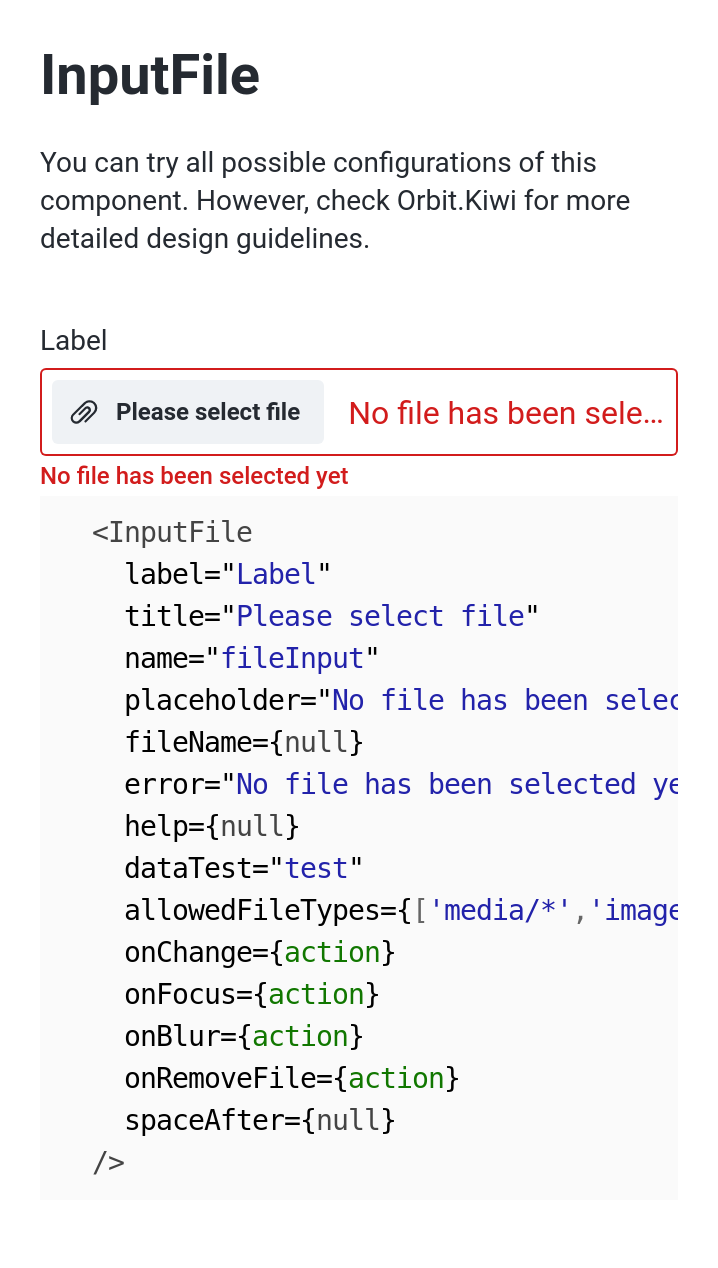 InputFile
You can try all possible configurations of this
component. However, check Orbit.Kiwi for more
detailed design guidelines.
Label
Please select file No file has been sele...
No file has been selected yet
<InputFile
label="Label"
title="Please select file"
name="fileInput"
placeholder="No file has been selec
fileName={null}
error="No file has been selected ye
help={null}
dataTest="test"
allowedFileTypes={['media/*','image
onChange={action}
onFocus={action}
onBlur={action}
onRemoveFile={action}
spaceAfter={null}
/>